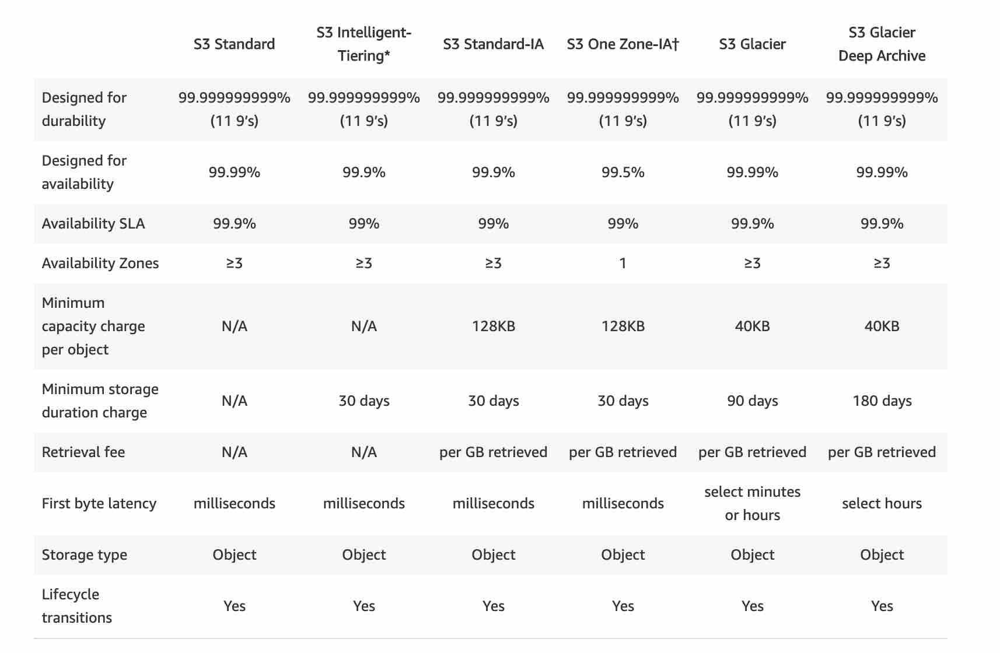 S3 Standard S3 Intelligent-Tiering* S3 Standard-IA S3 One Zone-IA† S3 Glacier S3 Glacier Deep Archive
Designed for durability 99.999999999% (11 9’s) 99.999999999% (11 9’s) 99.999999999% (11 9’s) 99.999999999% (11 9’s) 99.999999999% (11 9’s) 99.999999999% (11 9’s)
Designed for availability 99.99% 99.9% 99.9% 99.5% 99.99% 99.99%
Availability SLA 99.9% 99% 99% 99% 99.9% 99.9%
Availability Zones ≥3 ≥3 ≥3 1 ≥3 ≥3
Minimum capacity charge per object N/A N/A 128KB 128KB 40KB 40KB
Minimum storage duration charge N/A 30 days 30 days 30 days 90 days 180 days
Retrieval fee N/A N/A per GB retrieved per GB retrieved per GB retrieved per GB retrieved
First byte latency milliseconds milliseconds milliseconds milliseconds select minutes or hours select hours
Storage type Object Object Object Object Object Object
Lifecycle transitions Yes Yes Yes Yes Yes Yes